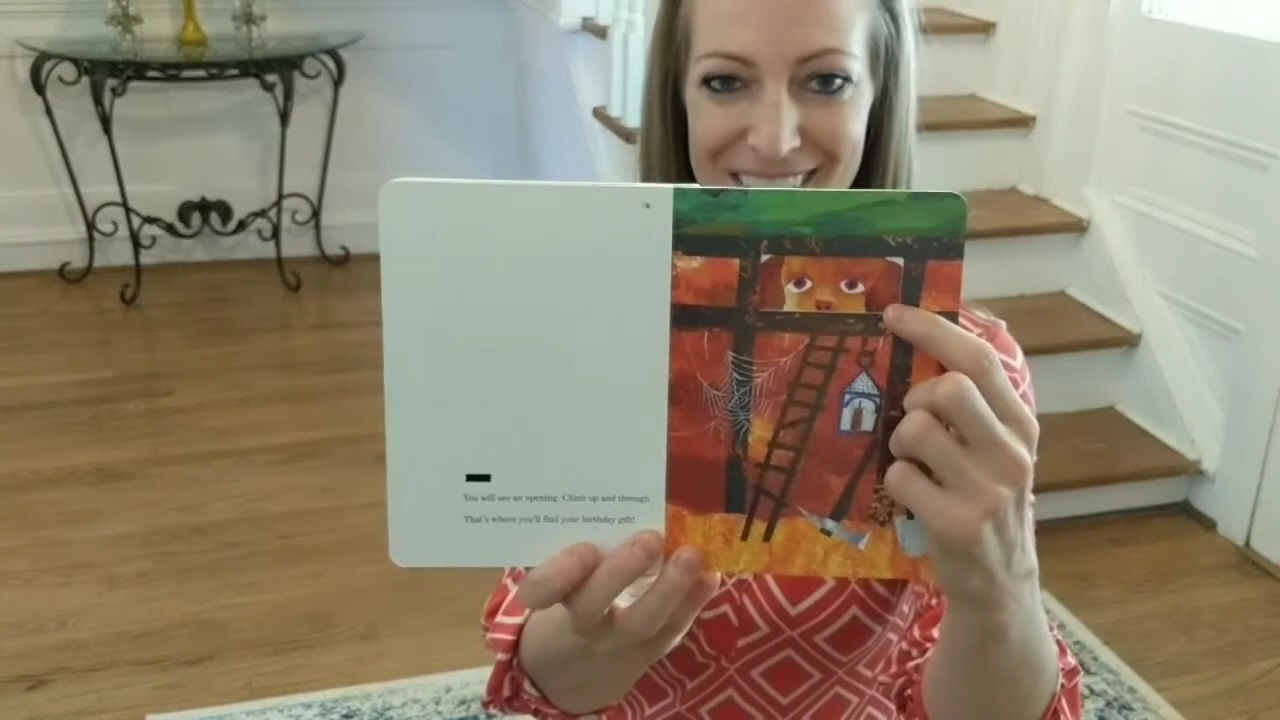 You will see an opening. Climb up and through.
That's where you'll find your birthday gift!